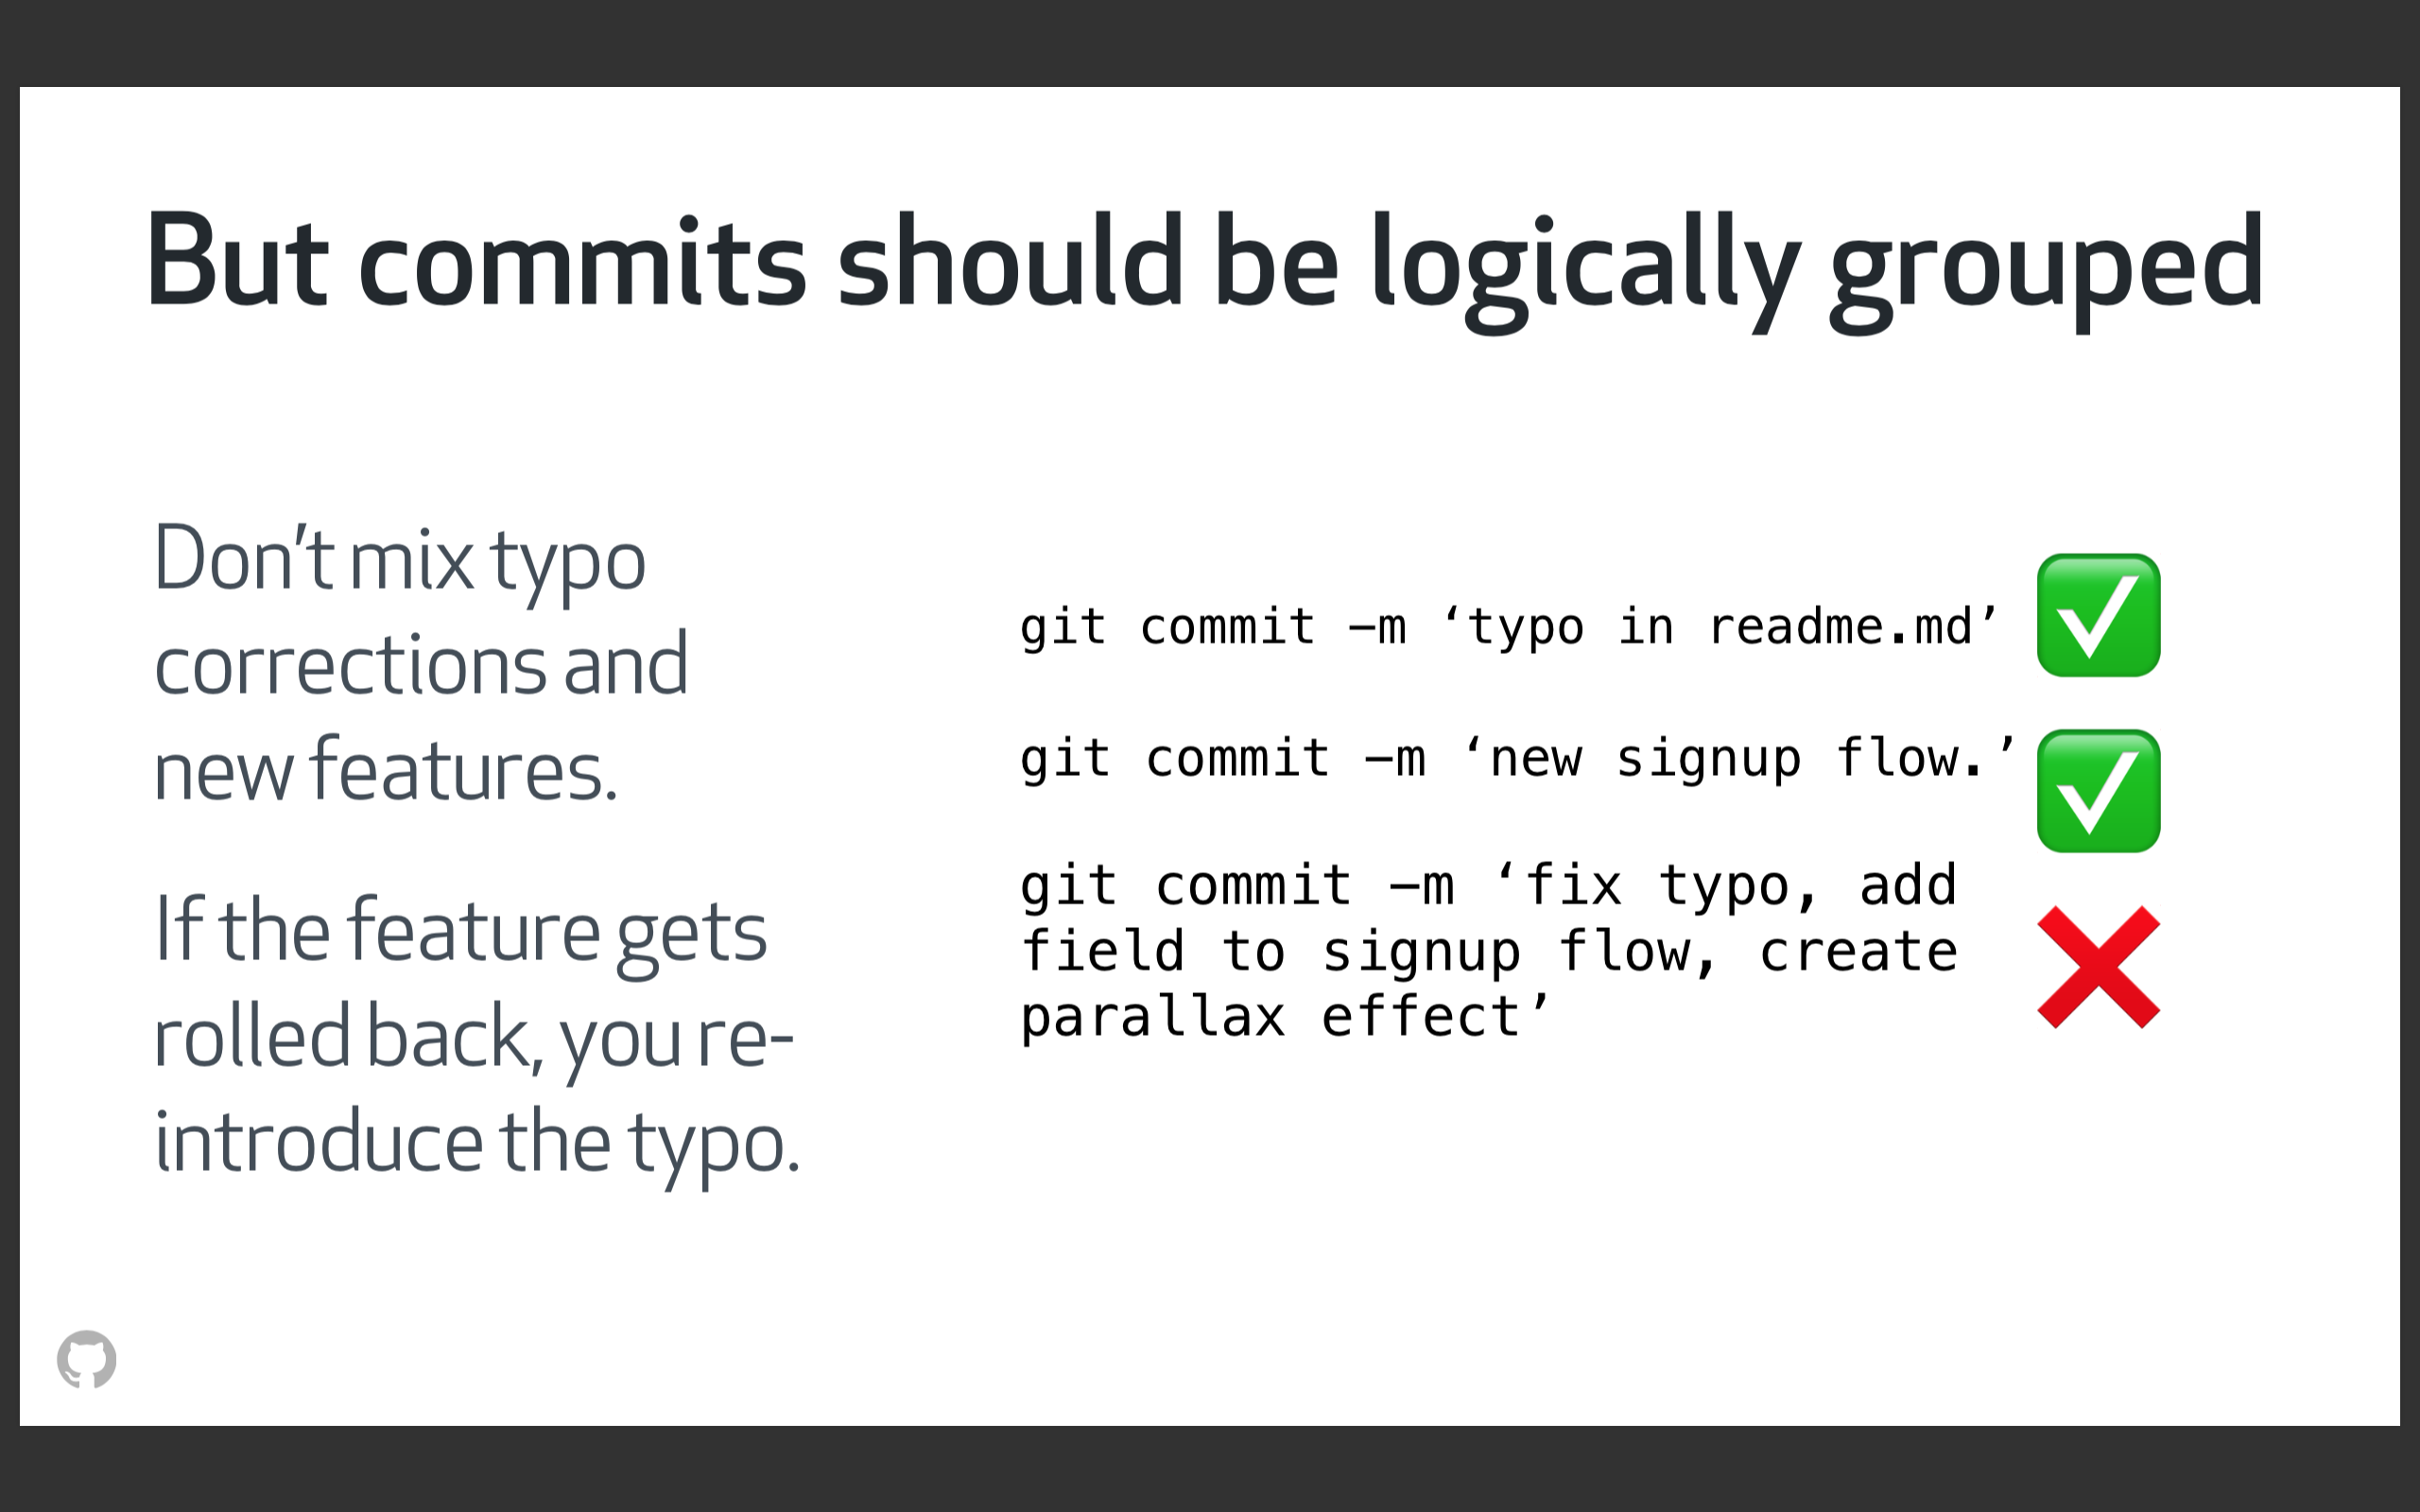 But commits should be logically grouped
Don’t mix typo
corrections and
new features.
If the feature gets
rolled back, you re-
introduce the typo.
git commit –m ‘typo in readme.md’
git commit –m ‘new signup flow.’
git commit –m ‘fix typo, add
field to signup flow, create
parallax effect’